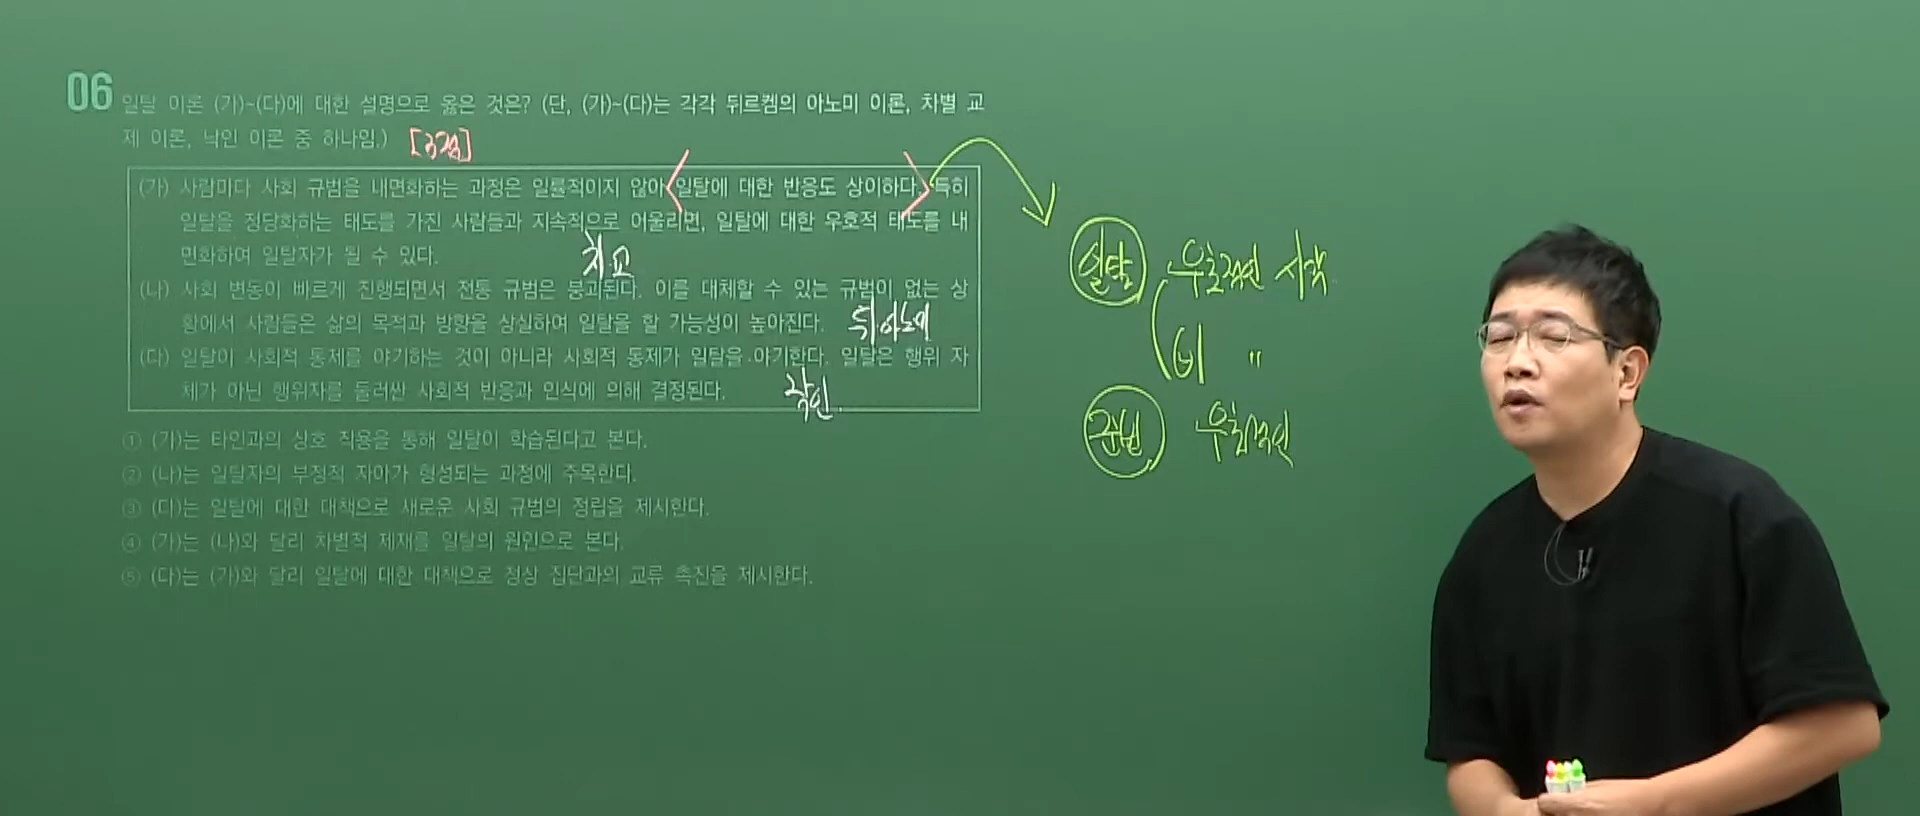 06
일탈 이론 (가)~(다)에 대한 설명으로 옳은 것은? (단, (가)~(다)는 각각 뒤르켐의 아노미 이론, 차별 교
제 이론, 낙인 이론 중 하나임.) [3점]
(가) 사람마다 사회 규범을 내면화하는 과정은 일률적이지 않아 일탈에 대한 반응도 상이하다. 특히
일탈을 정당화하는 태도를 가진 사람들과 지속적으로 어울리면, 일탈에 대한 우호적 태도를 내
면화하여 일탈자가 될 수 있다.
차교
(나) 사회 변동이 빠르게 진행되면서 전통 규범은 붕괴된다. 이를 대체할 수 있는 규범이 없는 상
황에서 사람들은 삶의 목적과 방향을 상실하여 일탈을 할 가능성이 높아진다. 뒤·아노미
(다) 일탈이 사회적 통제를 야기하는 것이 아니라 사회적 통제가 일탈을 야기한다. 일탈은 행위 자
체가 아닌 행위자를 둘러싼 사회적 반응과 인식에 의해 결정된다. 낙인
① (가)는 타인과의 상호 작용을 통해 일탈이 학습된다고 본다.
② (나)는 일탈자의 부정적 자아가 형성되는 과정에 주목한다.
③ (다)는 일탈에 대한 대책으로 새로운 사회 규범의 정립을 제시한다.
④ (가)는 (나)와 달리 차별적 제재를 일탈의 원인으로 본다.
⑤ (다)는 (가)와 달리 일탈에 대한 대책으로 정상 집단과의 교류 촉진을 제시한다.
일탈 우호적인 시각
비 "
규범 우호적인